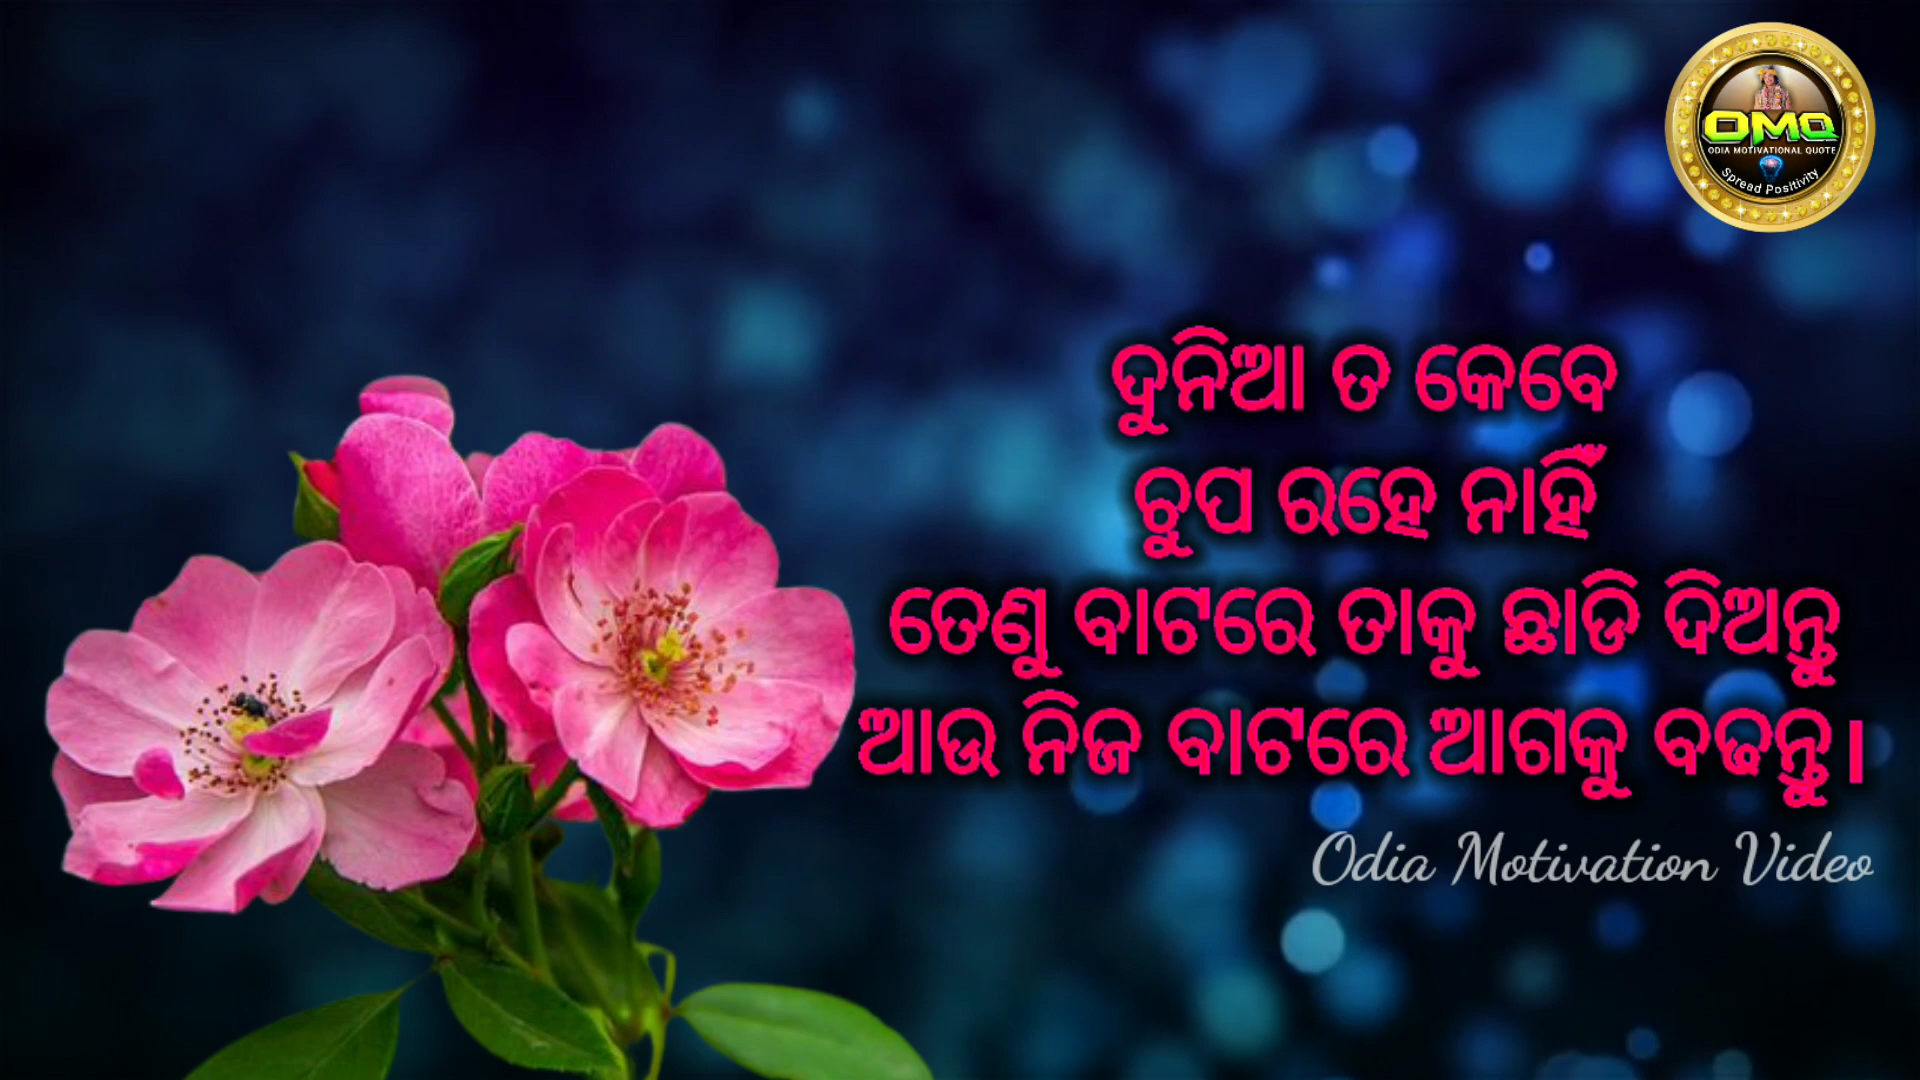 OMQ
ODIA MOTIVATIONAL QUOTE
Spread Positivity
ଦୁନିଆ ତ କେବେ
ଚୁପ ରହେ ନାହିଁ
ତେଣୁ ବାଟରେ ତାକୁ ଛାଡି ଦିଅନ୍ତୁ
ଆଉ ନିଜ ବାଟରେ ଆଗକୁ ବଢନ୍ତୁ।
Odia Motivation Video